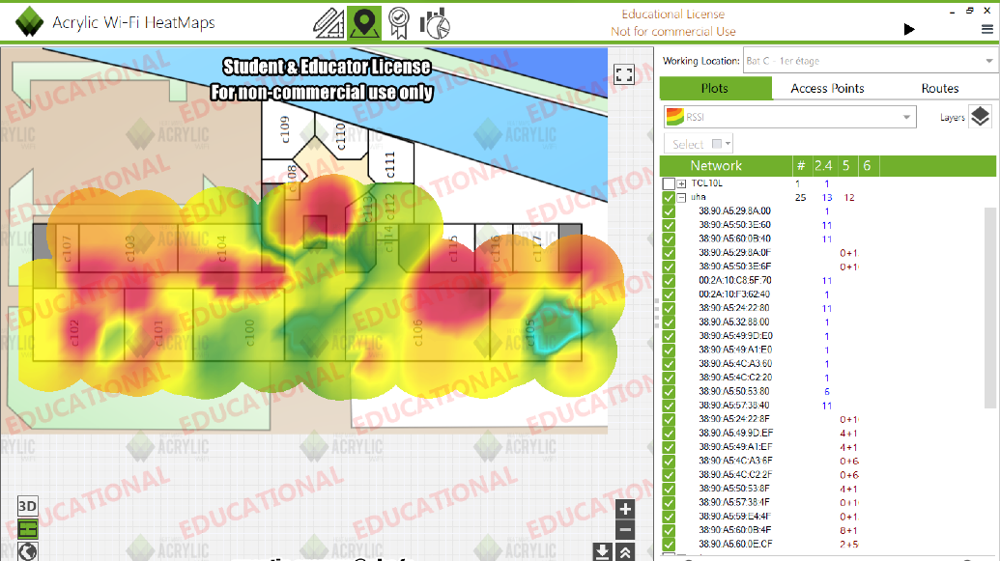 Acrylic Wi-Fi HeatMaps
Educational License
Not for commercial Use
Student & Educator License
For non-commercial use only
EDUCATIONAL
ACRYLIC
c109
c110
c111
c108
c113
c112
c114
c107
c103
c104
c115
c116
c117
c102
c101
c100
c106
c105
3D
Working Location: Bat C - 1er étage
Plots Access Points Routes
RSSI Layers
Select
Network # 2.4 5 6
TCL10L 1 1
uha 25 13 12
38:90:A5:29:8A:00 1
38:90:A5:50:3E:60 11
38:90:A5:60:0B:40 11
38:90:A5:29:8A:0F 0+1
38:90:A5:50:3E:6F 0+1
00:2A:10:C8:5F:70 11
00:2A:10:F3:62:40 1
38:90:A5:24:22:80 11
38:90:A5:32:88:00 1
38:90:A5:49:9D:E0 1
38:90:A5:49:A1:E0 1
38:90:A5:4C:A3:60 1
38:90:A5:4C:C2:20 1
38:90:A5:50:53:80 6
38:90:A5:57:38:40 11
38:90:A5:24:22:8F 0+1
38:90:A5:49:9D:EF 4+1
38:90:A5:49:A1:EF 4+1
38:90:A5:4C:A3:6F 0+6
38:90:A5:4C:C2:2F 0+6
38:90:A5:50:53:8F 4+1
38:90:A5:57:38:4F 0+1
38:90:A5:59:E4:4F 0+1
38:90:A5:60:0B:4F 8+1
38:90:A5:60:0E:CF 2+5